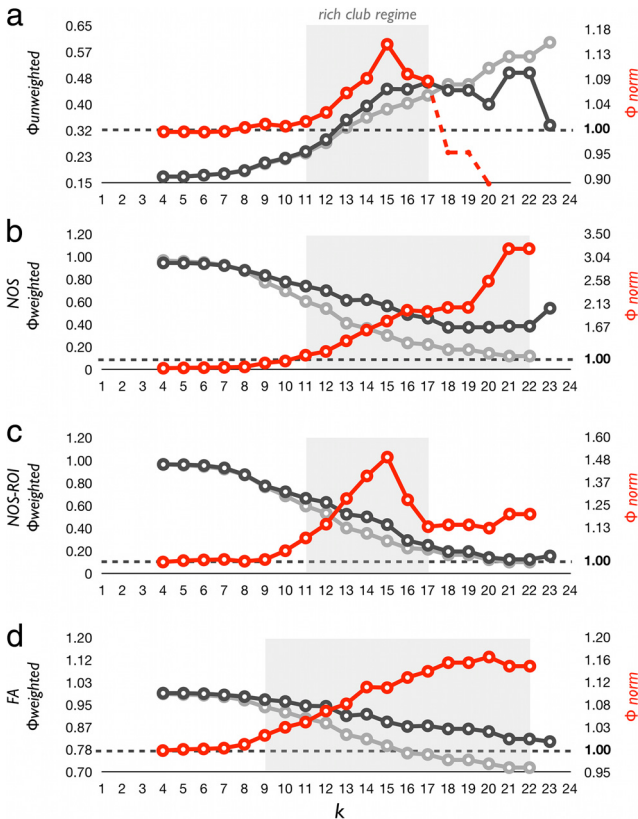 a
rich club regime
Φunweighted
0.65
0.57
0.48
0.40
0.32
0.23
0.15
1.18
1.13
1.09
1.04
1.00
0.95
0.90
Φ norm
1 2 3 4 5 6 7 8 9 10 11 12 13 14 15 16 17 18 19 20 21 22 23 24
b
NOS
Φweighted
1.20
1.00
0.80
0.60
0.40
0.20
0
3.50
3.04
2.58
2.13
1.67
1.00
Φ norm
1 2 3 4 5 6 7 8 9 10 11 12 13 14 15 16 17 18 19 20 21 22 23 24
c
NOS-ROI
Φweighted
1.20
1.00
0.80
0.60
0.40
0.20
0
1.60
1.48
1.37
1.25
1.13
1.00
Φ norm
1 2 3 4 5 6 7 8 9 10 11 12 13 14 15 16 17 18 19 20 21 22 23 24
d
FA
Φweighted
1.20
1.12
1.03
0.95
0.87
0.78
0.70
1.20
1.16
1.12
1.08
1.03
1.00
0.95
Φ norm
1 2 3 4 5 6 7 8 9 10 11 12 13 14 15 16 17 18 19 20 21 22 23 24
k